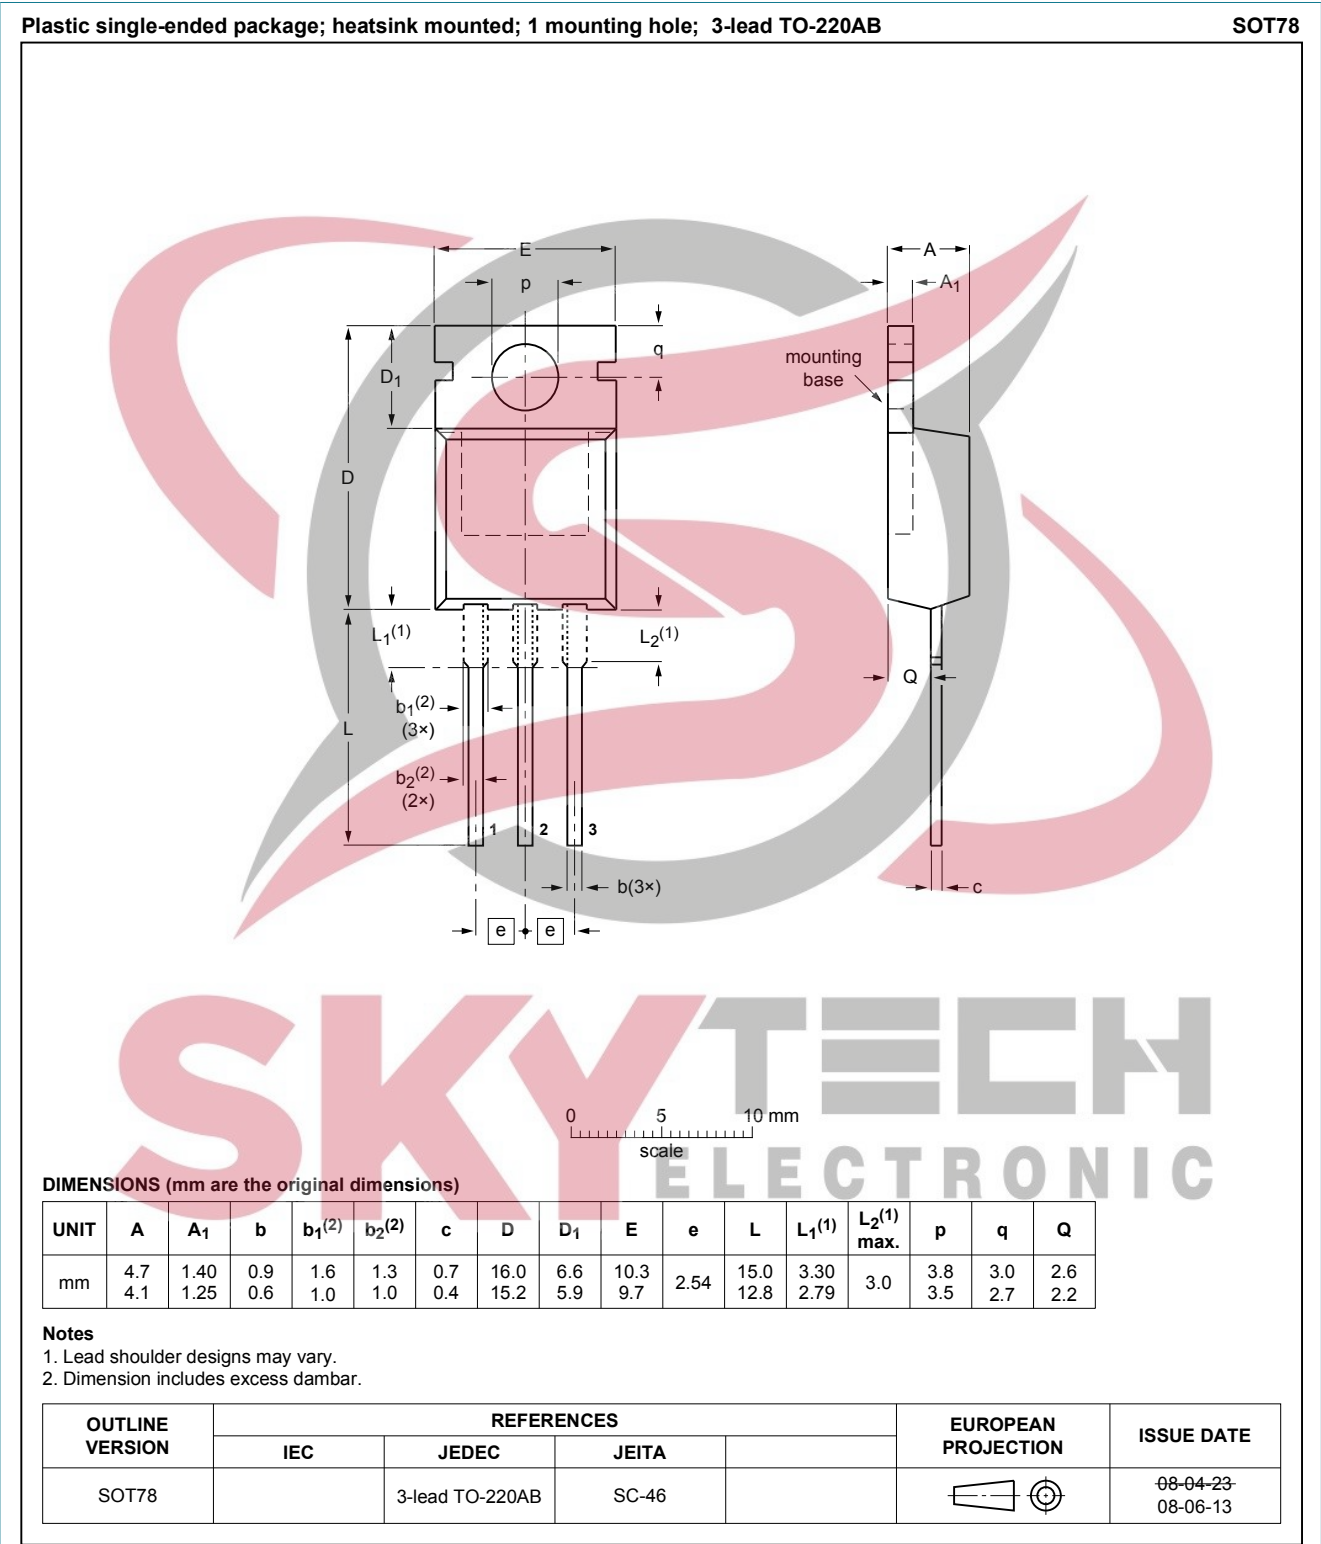 Plastic single-ended package; heatsink mounted; 1 mounting hole; 3-lead TO-220AB SOT78
E
A
p
A1
q
D1
mounting
base
D
L1(1)
L2(1)
Q
b1(2)
(3×)
L
b2(2)
(2×)
1 2 3
b(3×)
c
e e
SKYTECH
ELECTRONIC
0 5 10 mm
scale
DIMENSIONS (mm are the original dimensions)
UNIT A A1 b b1(2) b2(2) c D D1 E e L L1(1) L2(1) max. p q Q
mm 4.7 1.40 0.9 1.6 1.3 0.7 16.0 6.6 10.3 2.54 15.0 3.30 3.0 3.8 3.0 2.6
4.1 1.25 0.6 1.0 1.0 0.4 15.2 5.9 9.7 12.8 2.79 3.5 2.7 2.2
Notes
1. Lead shoulder designs may vary.
2. Dimension includes excess dambar.
OUTLINE VERSION REFERENCES EUROPEAN PROJECTION ISSUE DATE
IEC JEDEC JEITA
SOT78 3-lead TO-220AB SC-46 08-04-23
08-06-13